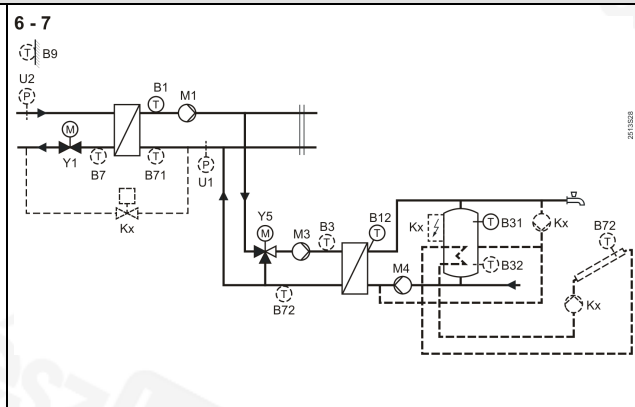 6 - 7
T B9
U2
P
B1
T
M1
M
Y1
T
B7
T
B71
P
U1
Kx
Y5
M
M3
B3
T
B12
T
M4
T
B72
Kx
T B31
T B32
Kx
B72
T
Kx
2513S28